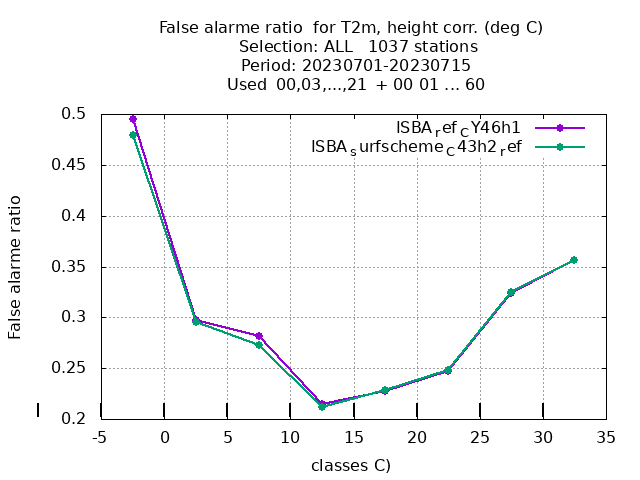 False alarme ratio for T2m, height corr. (deg C)
Selection: ALL 1037 stations
Period: 20230701-20230715
Used 00,03,...,21 + 00 01 ... 60
ISBA_ref_CY46h1
ISBA_surfscheme_C43h2_ref
False alarme ratio
0.5
0.45
0.4
0.35
0.3
0.25
0.2
-5 0 5 10 15 20 25 30 35
classes C)